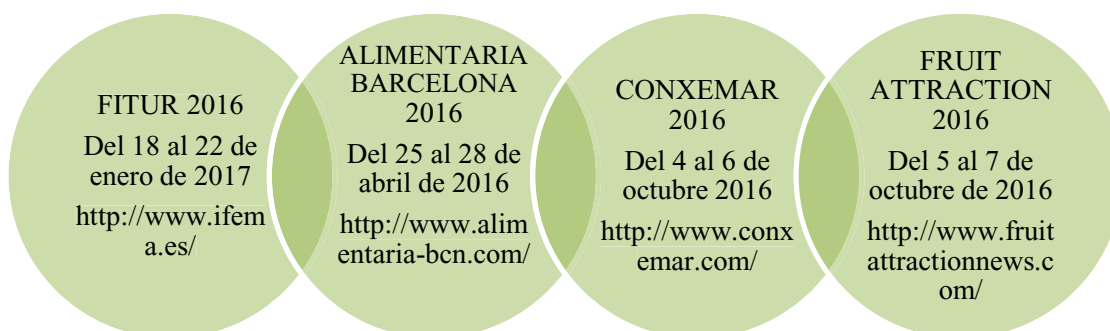 FITUR 2016
Del 18 al 22 de
enero de 2017
http://www.ifem
a.es/
ALIMENTARIA
BARCELONA
2016
Del 25 al 28 de
abril de 2016
http://www.alim
entaria-bcn.com/
CONXEMAR
2016
Del 4 al 6 de
octubre 2016
http://www.conx
emar.com/
FRUIT
ATTRACTION
2016
Del 5 al 7 de
octubre de 2016
http://www.fruit
attractionnews.c
om/